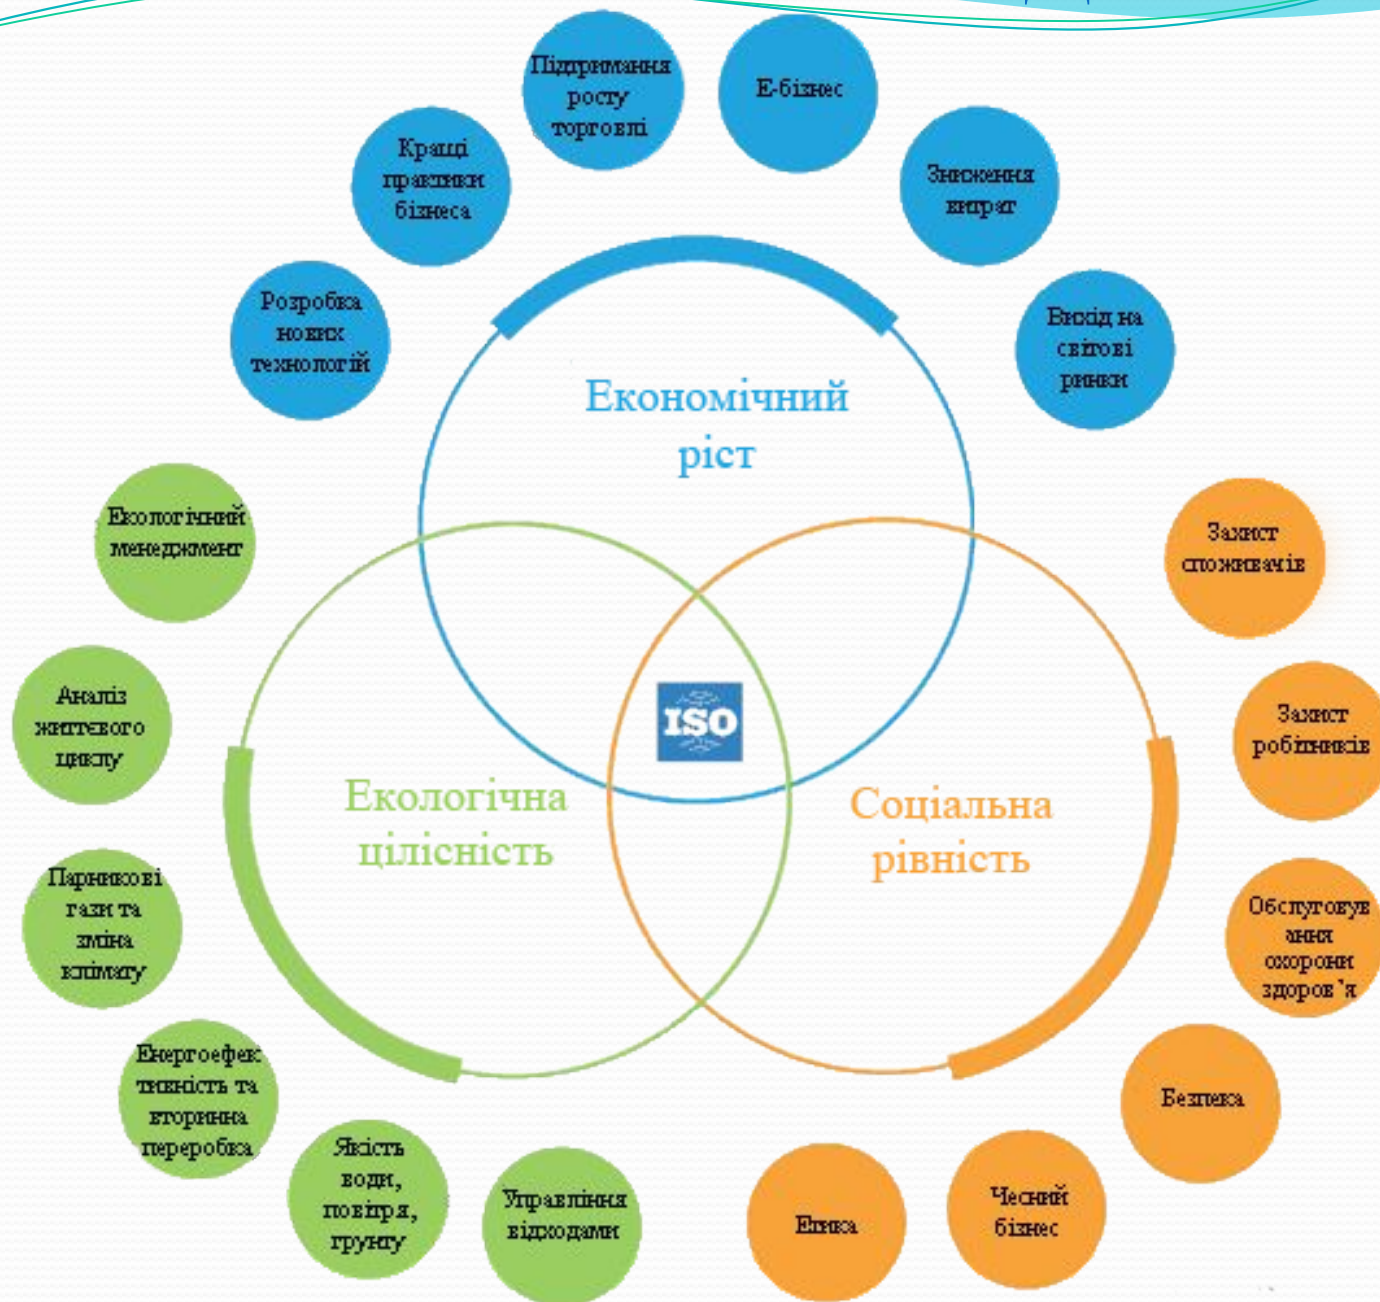 Підтримання
росту
торговлі
Е-бізнес
Кращі
практики
бізнеса
Зниження
витрат
Розробка
нових
технологій
Вихід на
світові
ринки
Економічний
ріст
Екологічний
менеджмент
Захист
споживачів
Аналіз
життєвого
циклу
ISO
Захист
робітників
Екологічна
цілісність
Соціальна
рівність
Парникові
гази та
зміна
клімату
Обслуговув
ання
охорони
здоров’я
Енергоефек
тивність та
вторинна
переробка
Безпека
Якість
води,
повітря,
грунту
Управління
відходами
Етика
Чесний
бізнес